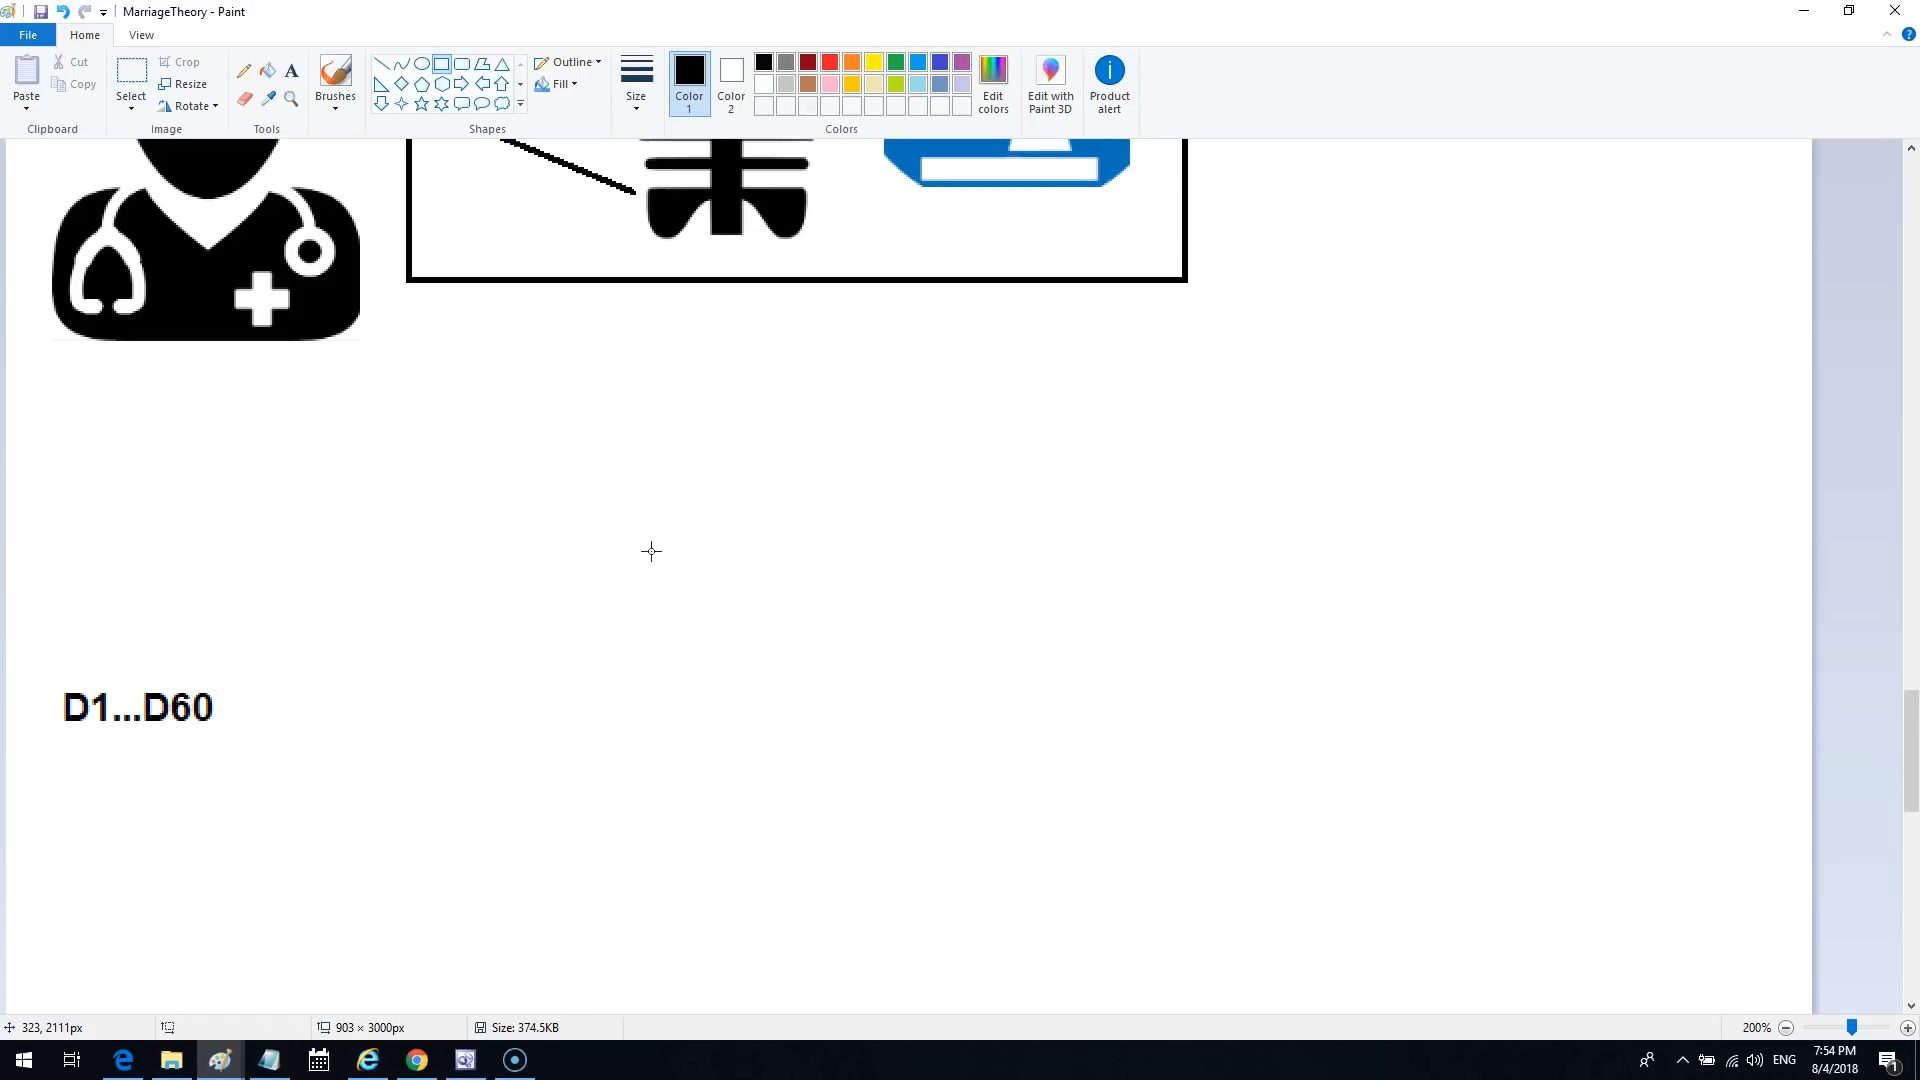 MarriageTheory - Paint
File
Home
View
Paste
Cut
Copy
Clipboard
Select
Crop
Resize
Rotate
Image
Tools
Brushes
Outline
Fill
Shapes
Size
Color
1
Color
2
Edit
colors
Colors
Edit with
Paint 3D
Product
alert
D1...D60
323, 2111px
903 × 3000px
Size: 374.5KB
200%
ENG
7:54 PM
8/4/2018
1